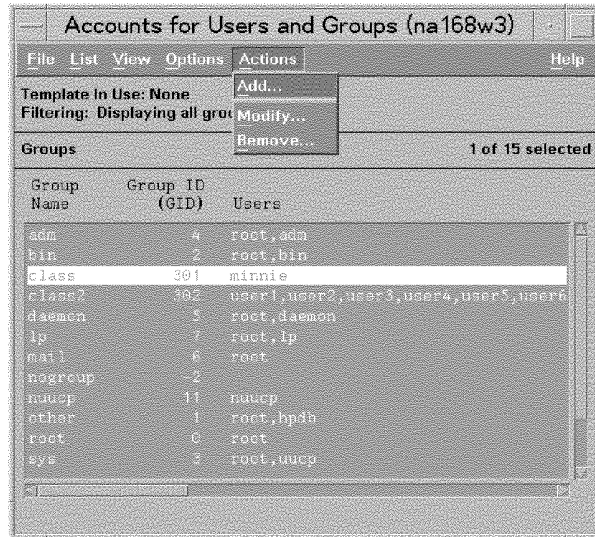 Accounts for Users and Groups (na168w3)
File List View Options Actions Help
Add...
Modify...
Remove...
Template In Use: None
Filtering: Displaying all gro
Groups 1 of 15 selected
Group Name Group ID (GID) Users
adm 4 root,adm
bin 2 root,bin
class 301 minnie
class2 302 user1,user2,user3,user4,user5,user6
daemon 5 root,daemon
lp 7 root,lp
mail 6 root
nogroup -2
nuucp 11 nuucp
other 1 root,hpdb
root 0 root
sys 3 root,uucp